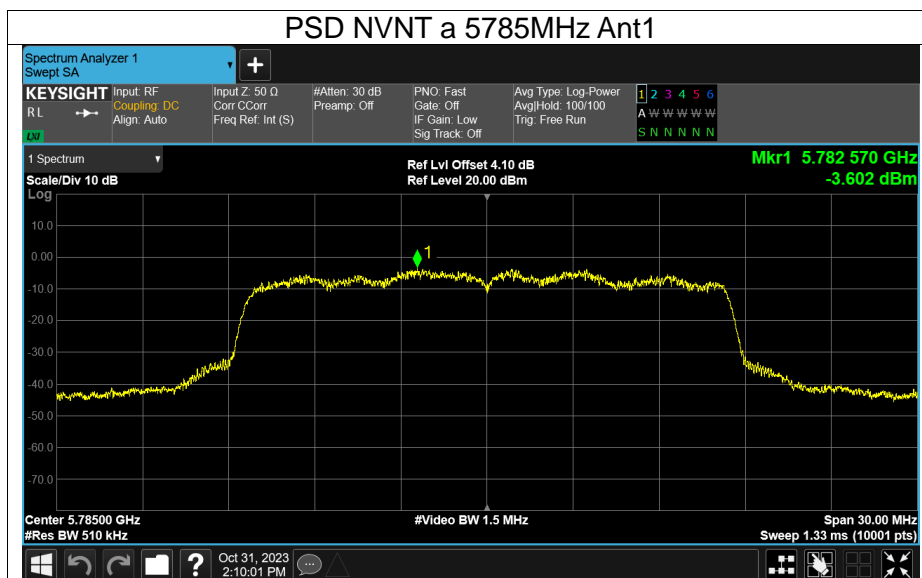 PSD NVNT a 5785MHz Ant1
Spectrum Analyzer 1
Swept SA
+
KEYSIGHT
R L
LXI
Input: RF
Coupling: DC
Align: Auto
Input Z: 50 Ω
Corr CCorr
Freq Ref: Int (S)
#Atten: 30 dB
Preamp: Off
PNO: Fast
Gate: Off
IF Gain: Low
Sig Track: Off
Avg Type: Log-Power
Avg|Hold: 100/100
Trig: Free Run
1 2 3 4 5 6
A W W W W W
S N N N N N
1 Spectrum
Scale/Div 10 dB
Log
Ref Lvl Offset 4.10 dB
Ref Level 20.00 dBm
Mkr1 5.782 570 GHz
-3.602 dBm
10.0
0.00
-10.0
-20.0
-30.0
-40.0
-50.0
-60.0
-70.0
1
Center 5.78500 GHz
#Res BW 510 kHz
#Video BW 1.5 MHz
Span 30.00 MHz
Sweep 1.33 ms (10001 pts)
?
Oct 31, 2023
2:10:01 PM